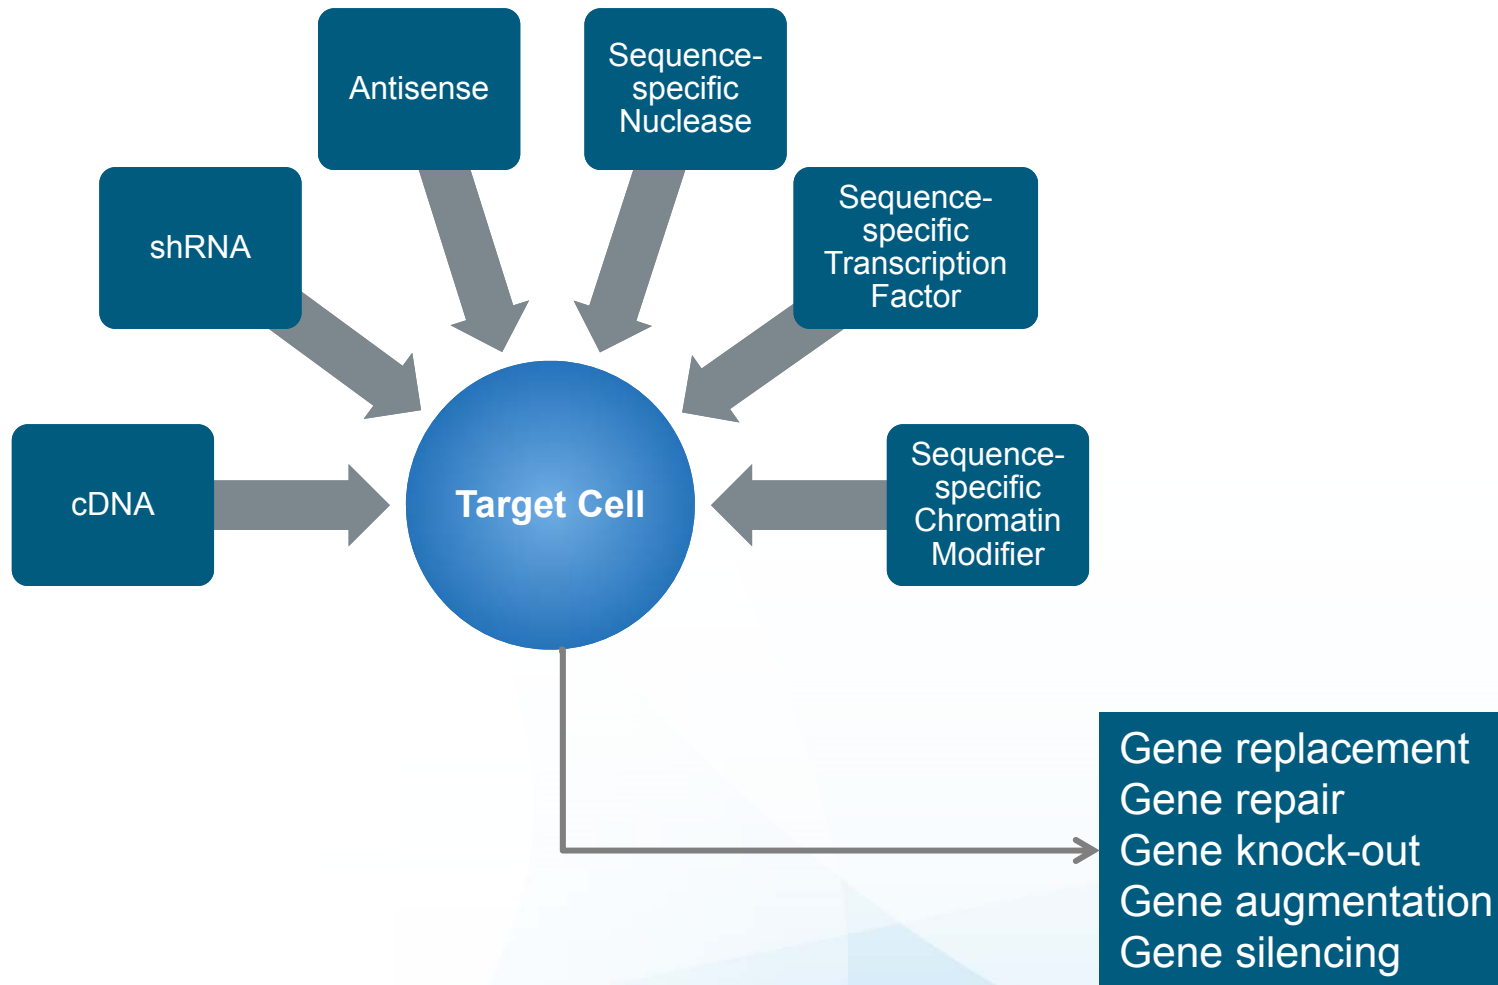 Antisense
Sequence-
specific
Nuclease
shRNA
Sequence-
specific
Transcription
Factor
cDNA
Target Cell
Sequence-
specific
Chromatin
Modifier
Gene replacement
Gene repair
Gene knock-out
Gene augmentation
Gene silencing